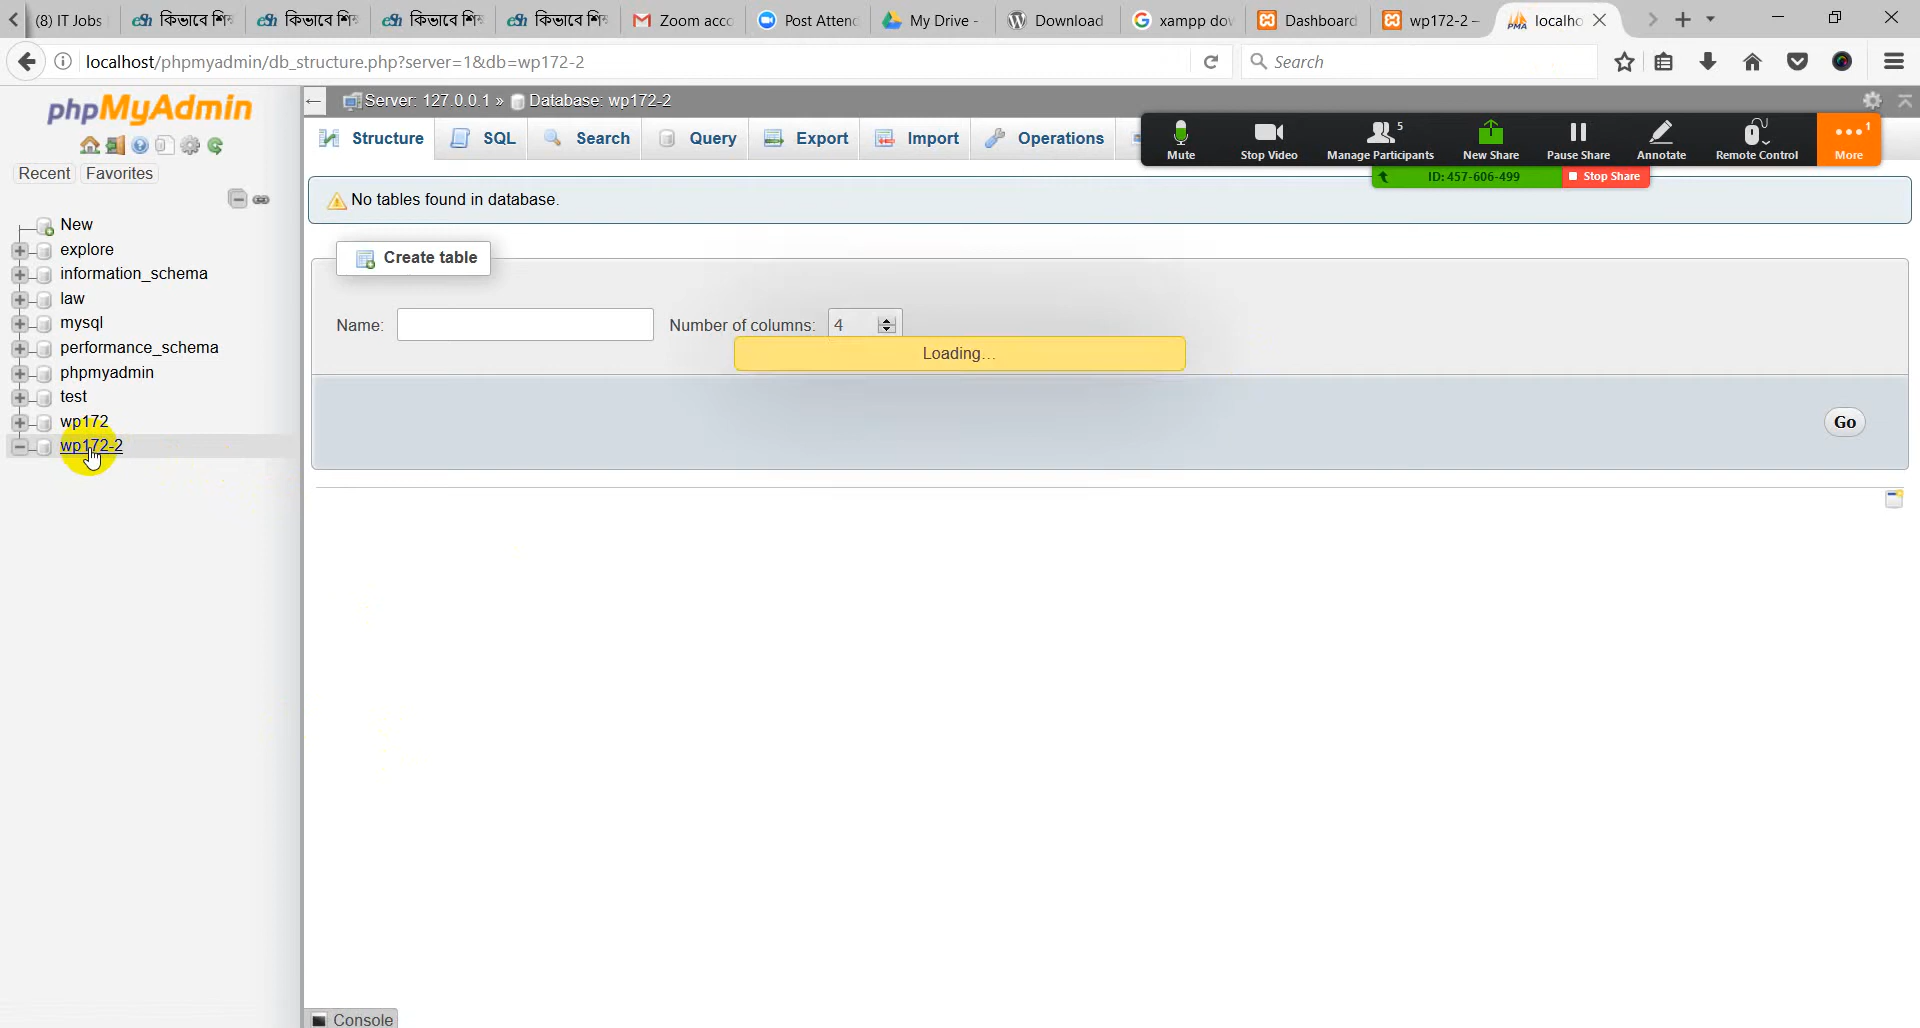 (8) IT Jobs
কিভাবে শি
কিভাবে শি
কিভাবে শি
কিভাবে শি
Zoom acco
Post Attend
My Drive -
Download
xampp dov
Dashboard
wp172-2 –
localho
localhost/phpmyadmin/db_structure.php?server=1&db=wp172-2
Search
phpMyAdmin
Server: 127.0.0.1 » Database: wp172-2
Structure SQL Search Query Export Import Operations
Mute Stop Video Manage Participants 5 New Share Pause Share Annotate Remote Control More 1
ID: 457-606-499 Stop Share
Recent Favorites
No tables found in database.
New
explore
information_schema
law
mysql
performance_schema
phpmyadmin
test
wp172
wp172-2
Create table
Name: Number of columns: 4
Loading...
Go
Console